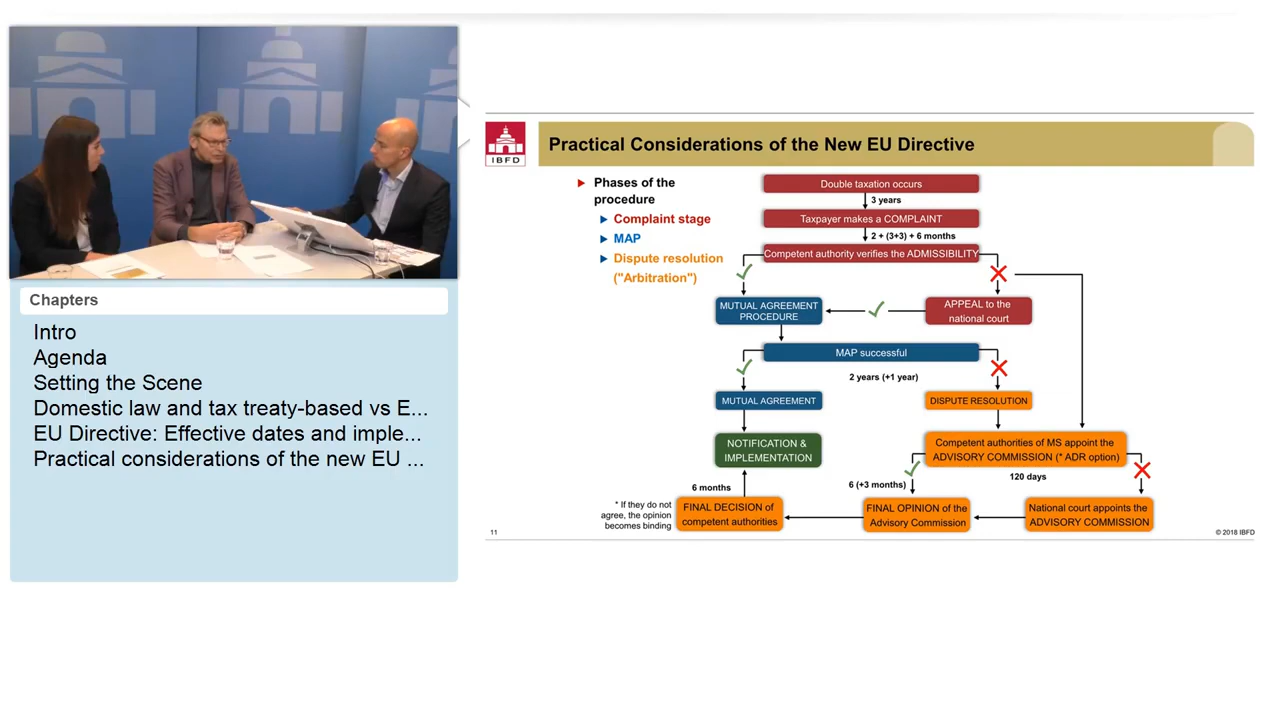 Chapters
Intro
Agenda
Setting the Scene
Domestic law and tax treaty-based vs E...
EU Directive: Effective dates and imple...
Practical considerations of the new EU ...
IBFD
Practical Considerations of the New EU Directive
Phases of the
procedure
Complaint stage
MAP
Dispute resolution
("Arbitration")
Double taxation occurs
3 years
Taxpayer makes a COMPLAINT
2 + (3+3) + 6 months
Competent authority verifies the ADMISSIBILITY
MUTUAL AGREEMENT
PROCEDURE
APPEAL to the
national court
MAP successful
2 years (+1 year)
MUTUAL AGREEMENT
DISPUTE RESOLUTION
NOTIFICATION &
IMPLEMENTATION
Competent authorities of MS appoint the
ADVISORY COMMISSION (* ADR option)
120 days
6 (+3 months)
6 months
* If they do not
agree, the opinion
becomes binding
FINAL DECISION of
competent authorities
FINAL OPINION of the
Advisory Commission
National court appoints the
ADVISORY COMMISSION
11
© 2018 IBFD